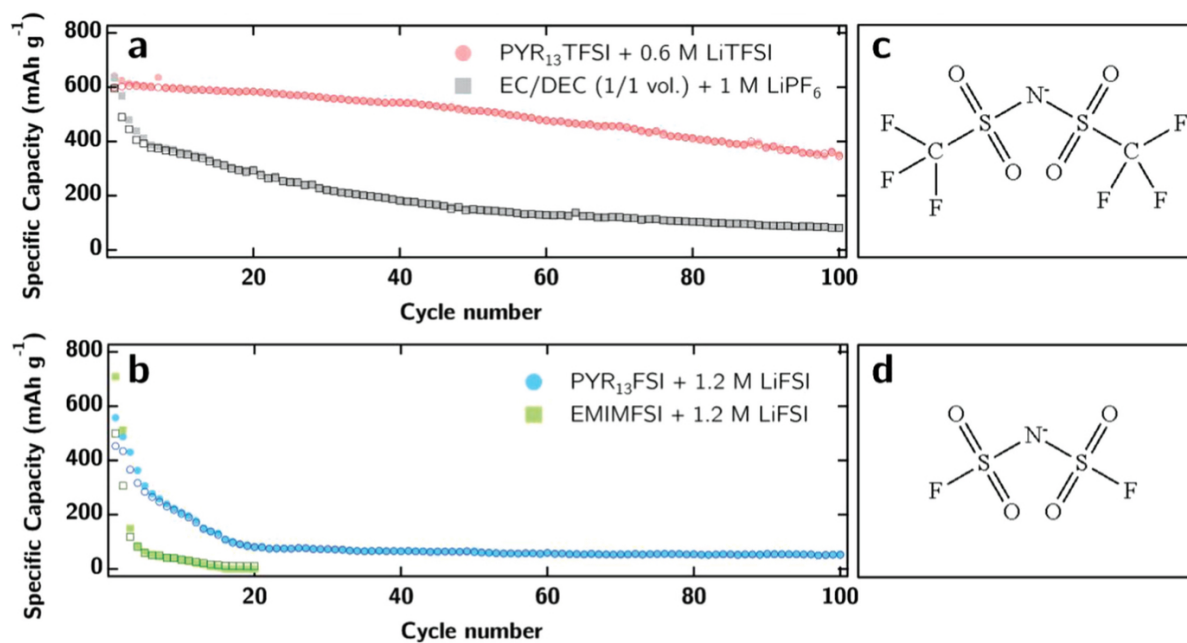 a
Specific Capacity (mAh g⁻¹)
800
600
400
200
0
PYR₁₃TFSI + 0.6 M LiTFSI
EC/DEC (1/1 vol.) + 1 M LiPF₆
20
40
60
80
100
Cycle number
c
O
N⁻
O
F
S
S
F
C
C
F
O
O
F
F
F
b
Specific Capacity (mAh g⁻¹)
800
600
400
200
0
PYR₁₃FSI + 1.2 M LiFSI
EMIMFSI + 1.2 M LiFSI
20
40
60
80
100
Cycle number
d
O
N⁻
O
S
S
F
F
O
O